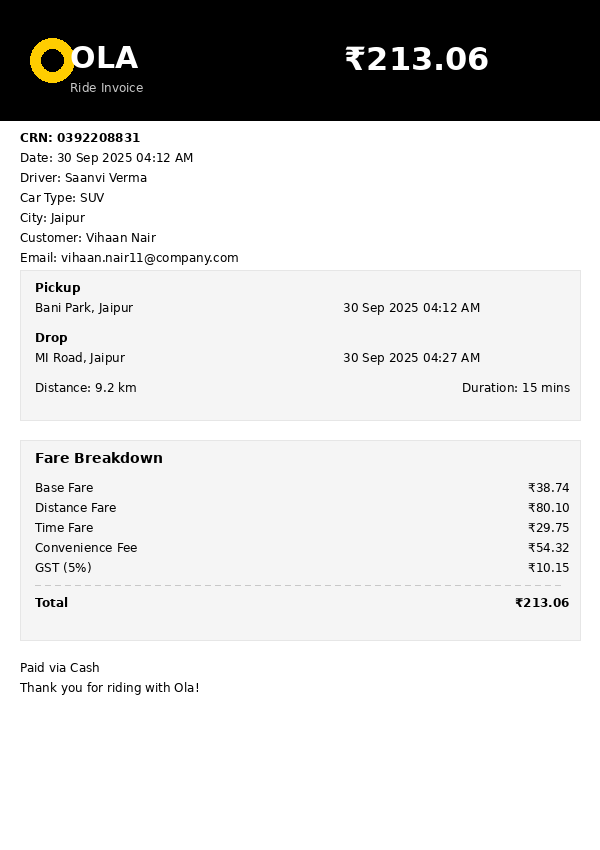 OLA
₹213.06
Ride Invoice
CRN: 0392208831
Date: 30 Sep 2025 04:12 AM
Driver: Saanvi Verma
Car Type: SUV
City: Jaipur
Customer: Vihaan Nair
Email: vihaan.nair11@company.com
Pickup
Bani Park, Jaipur 30 Sep 2025 04:12 AM
Drop
MI Road, Jaipur 30 Sep 2025 04:27 AM
Distance: 9.2 km Duration: 15 mins
Fare Breakdown
Base Fare ₹38.74
Distance Fare ₹80.10
Time Fare ₹29.75
Convenience Fee ₹54.32
GST (5%) ₹10.15
Total ₹213.06
Paid via Cash
Thank you for riding with Ola!